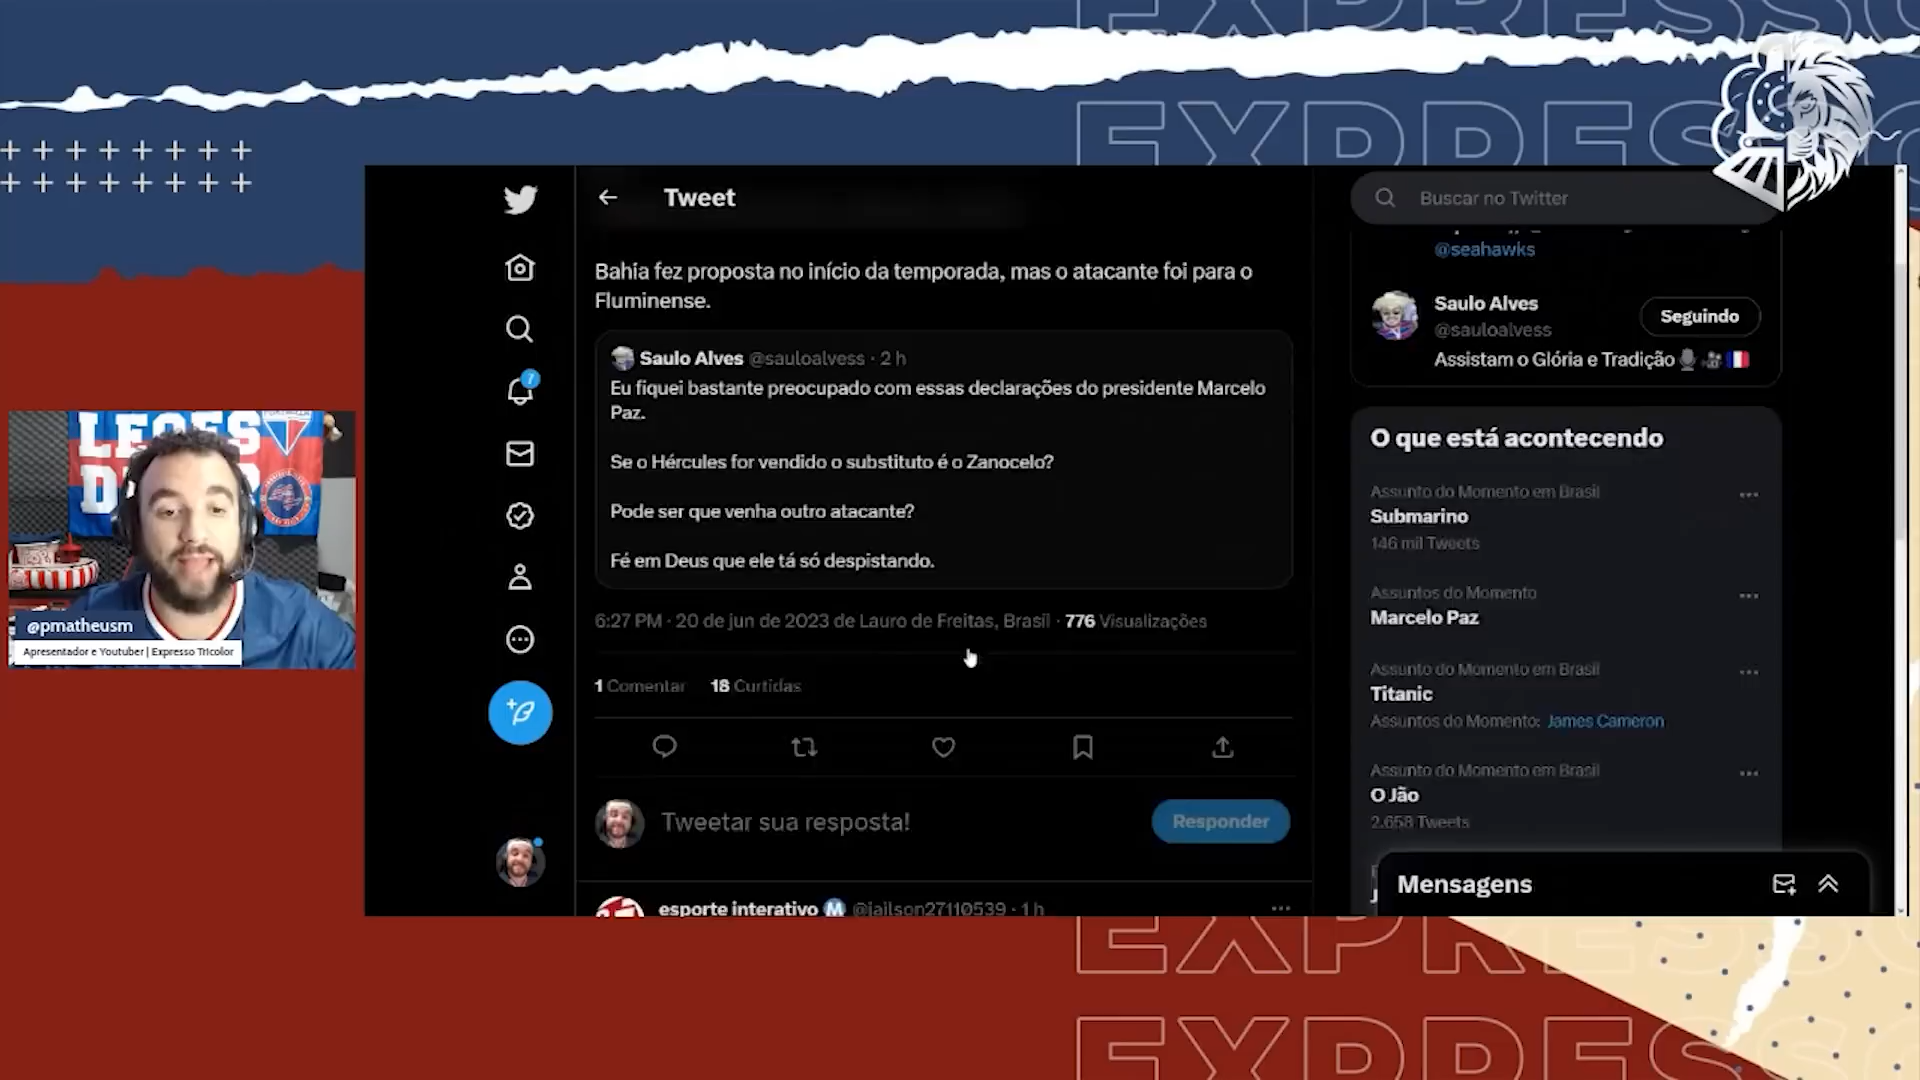 EXPRESSO
EXPRESSO
Tweet
Buscar no Twitter
@seahawks
Bahia fez proposta no início da temporada, mas o atacante foi para o
Fluminense.
Saulo Alves
Seguindo
@sauloalvess
Assistam o Glória e Tradição
Saulo Alves @sauloalvess · 2 h
Eu fiquei bastante preocupado com essas declarações do presidente Marcelo
Paz.
Se o Hércules for vendido o substituto é o Zanocelo?
Pode ser que venha outro atacante?
Fé em Deus que ele tá só despistando.
7
6:27 PM · 20 de jun de 2023 de Lauro de Freitas, Brasil · 776 Visualizações
1 Comentar 18 Curtidas
Tweetar sua resposta!
Responder
esporte interativo M @jailson27110539 · 1 h
O que está acontecendo
Assunto do Momento em Brasil
Submarino
146 mil Tweets
Assuntos do Momento
Marcelo Paz
Assunto do Momento em Brasil
Titanic
Assuntos do Momento: James Cameron
Assunto do Momento em Brasil
O Jão
2.658 Tweets
Mensagens
LEOES
@pmatheusm
Apresentador e Youtuber | Expresso Tricolor
EXPRESSO
EXPRESSO